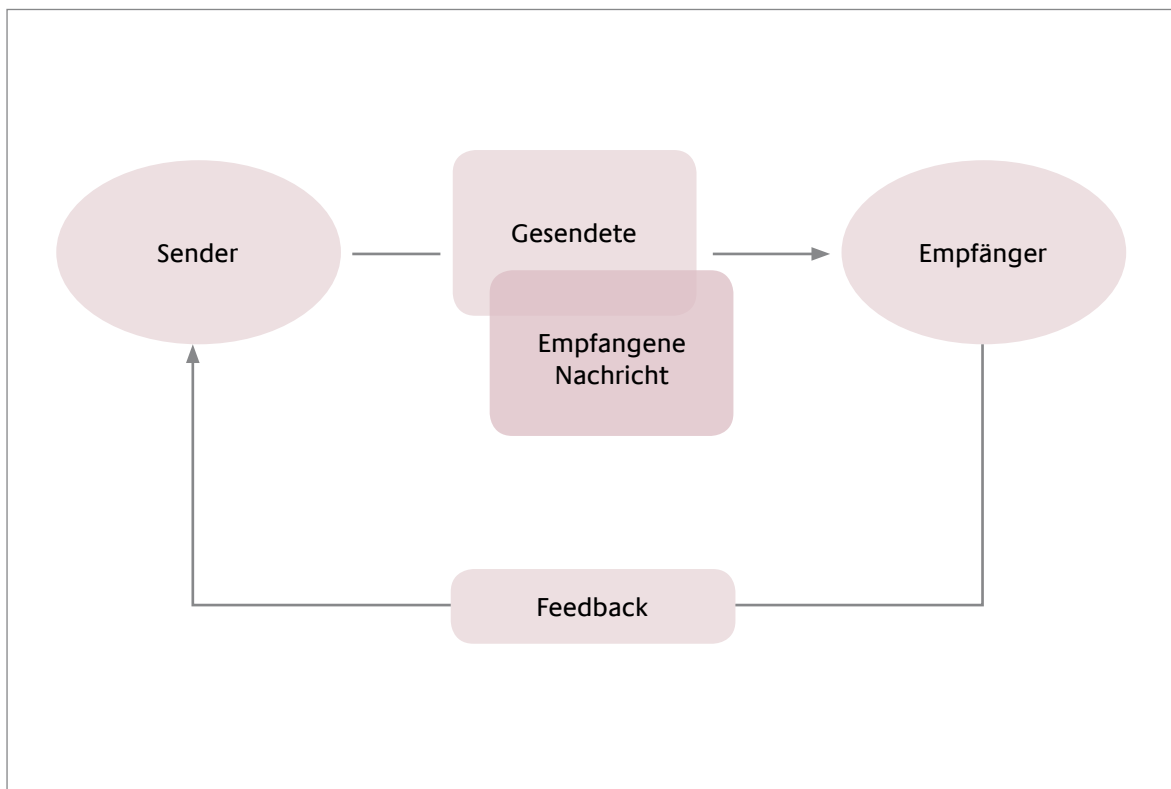 Sender
Gesendete
Empfänger
Empfangene
Nachricht
Feedback